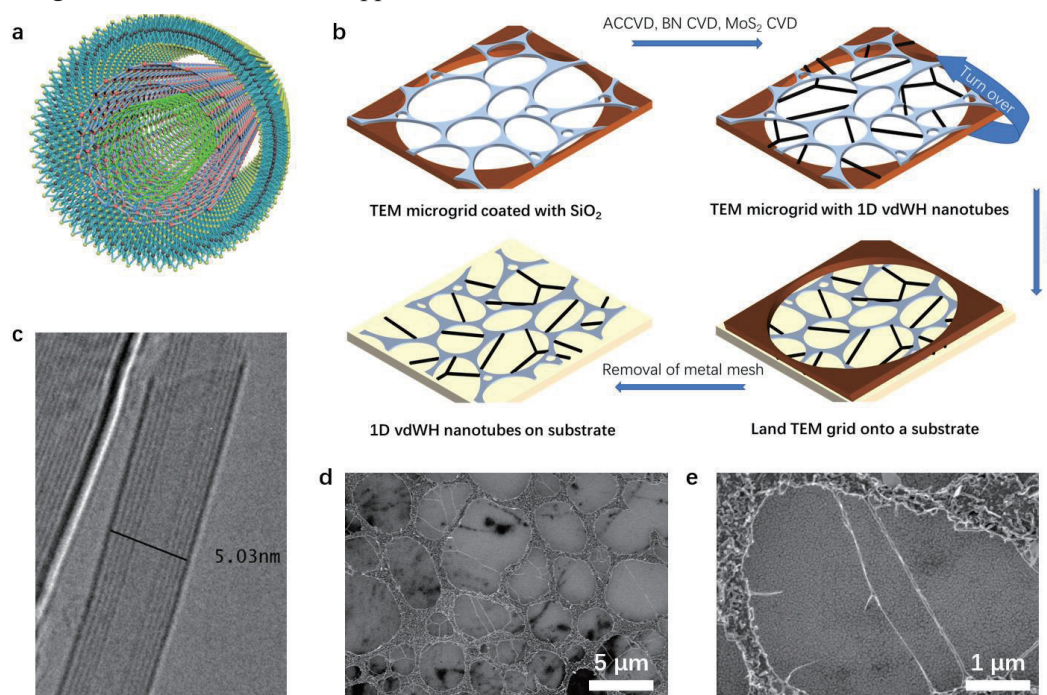 a
b
ACCVD, BN CVD, MoS₂ CVD
Turn over
TEM microgrid coated with SiO₂
TEM microgrid with 1D vdWH nanotubes
Removal of metal mesh
1D vdWH nanotubes on substrate
Land TEM grid onto a substrate
c
5.03nm
d
5 μm
e
1 μm